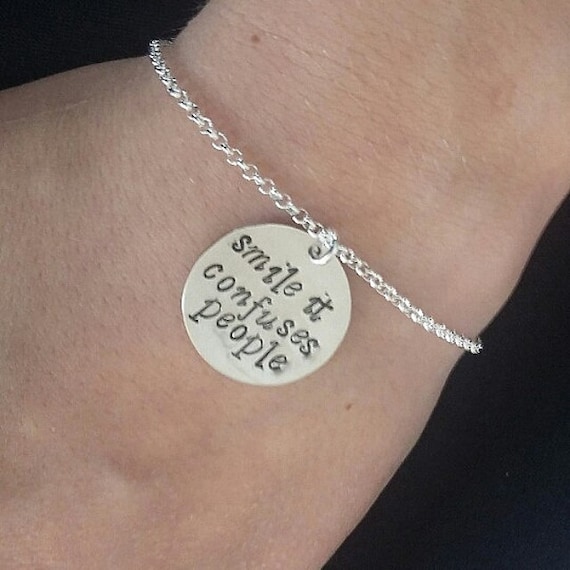 smile it
confuses
people